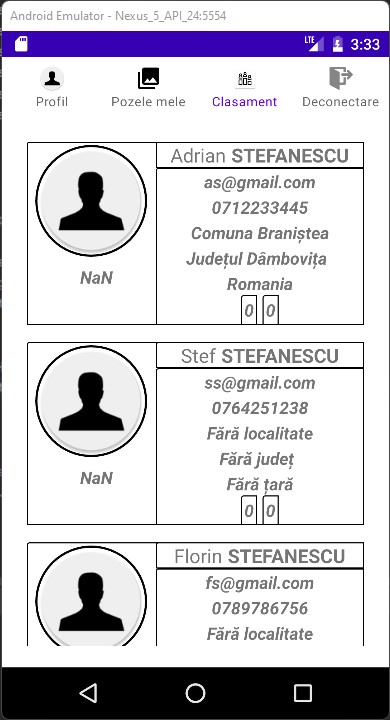 Android Emulator - Nexus_5_API_24:5554
LTE 3:33
Profil Pozele mele Clasament Deconectare
Adrian STEFANESCU
as@gmail.com
0712233445
Comuna Braniștea
Județul Dâmbovița
NaN
Romania
0 0
Stef STEFANESCU
ss@gmail.com
0764251238
Fără localitate
Fără județ
NaN
Fără țară
0 0
Florin STEFANESCU
fs@gmail.com
0789786756
Fără localitate